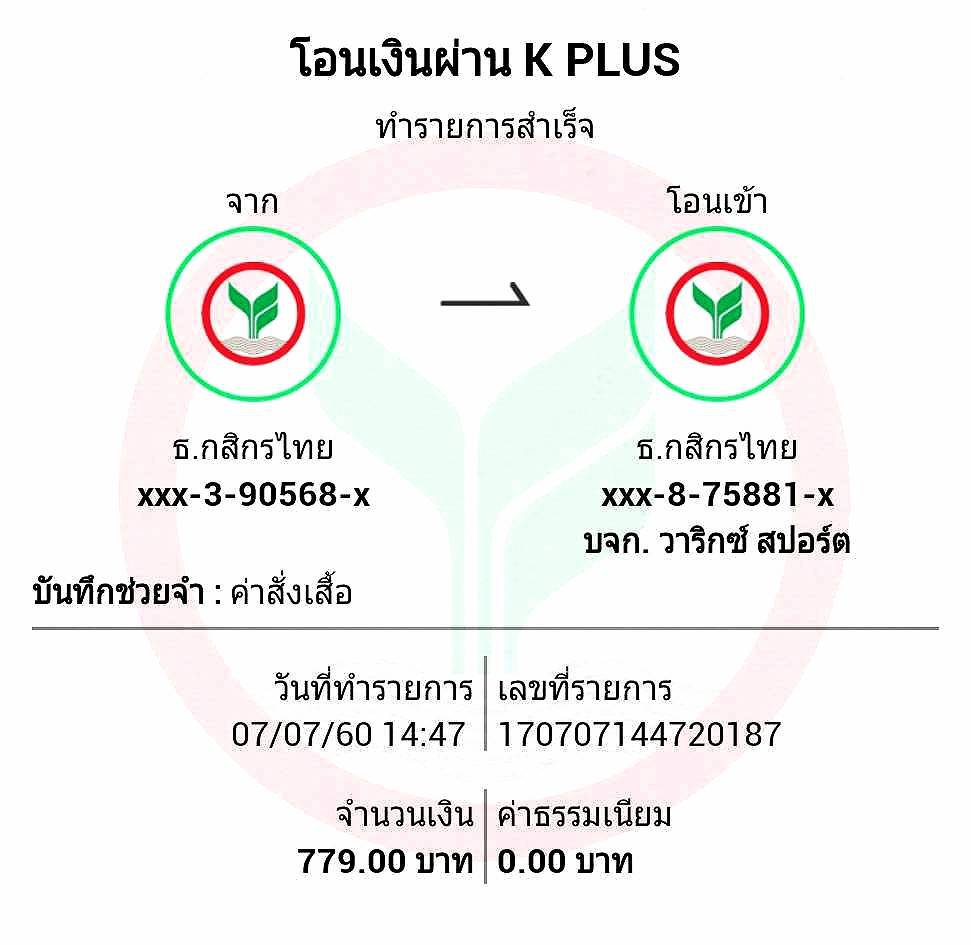 โอนเงินผ่าน K PLUS
ทำรายการสำเร็จ
จาก
โอนเข้า
ธ.กสิกรไทย
xxx-3-90568-x
ธ.กสิกรไทย
xxx-8-75881-x
บจก. วาริกซ์ สปอร์ต
บันทึกช่วยจำ : ค่าสั่งเสื้อ
วันที่ทำรายการ
07/07/60 14:47
เลขที่รายการ
170707144720187
จำนวนเงิน
779.00 บาท
ค่าธรรมเนียม
0.00 บาท